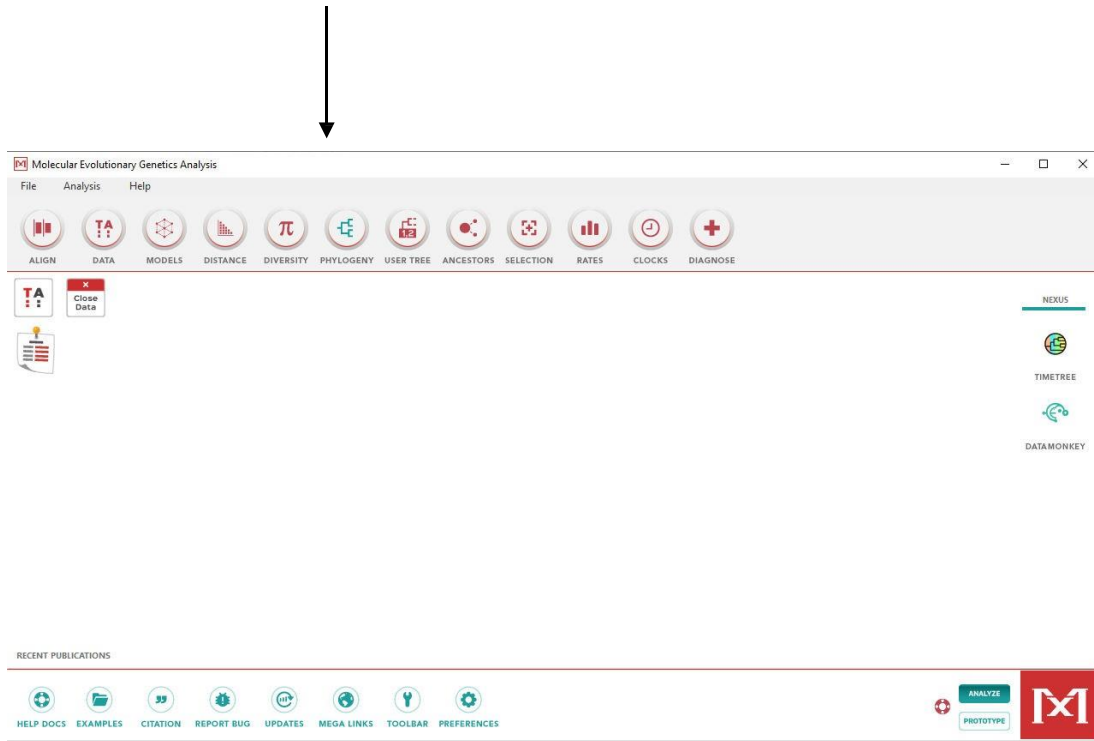 Molecular Evolutionary Genetics Analysis
File Analysis Help
TA π 12
ALIGN DATA MODELS DISTANCE DIVERSITY PHYLOGENY USER TREE ANCESTORS SELECTION RATES CLOCKS DIAGNOSE
TA
Close
Data
NEXUS
TIMETREE
DATAMONKEY
RECENT PUBLICATIONS
HELP DOCS EXAMPLES CITATION REPORT BUG UPDATES MEGA LINKS TOOLBAR PREFERENCES
ANALYZE
PROTOTYPE
M